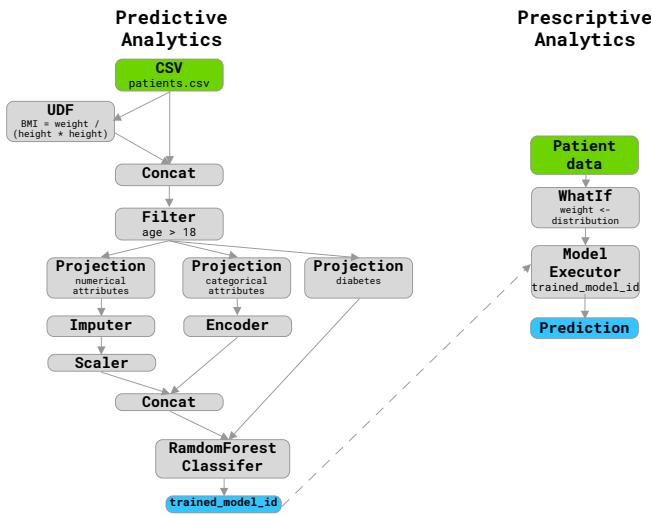 Predictive
Analytics
CSV
patients.csv
UDF
BMI = weight /
(height * height)
Concat
Filter
age > 18
Projection
numerical
attributes
Projection
categorical
attributes
Projection
diabetes
Imputer
Encoder
Scaler
Concat
RamdomForest
Classifer
trained_model_id
Prescriptive
Analytics
Patient
data
WhatIf
weight <-
distribution
Model
Executor
trained_model_id
Prediction